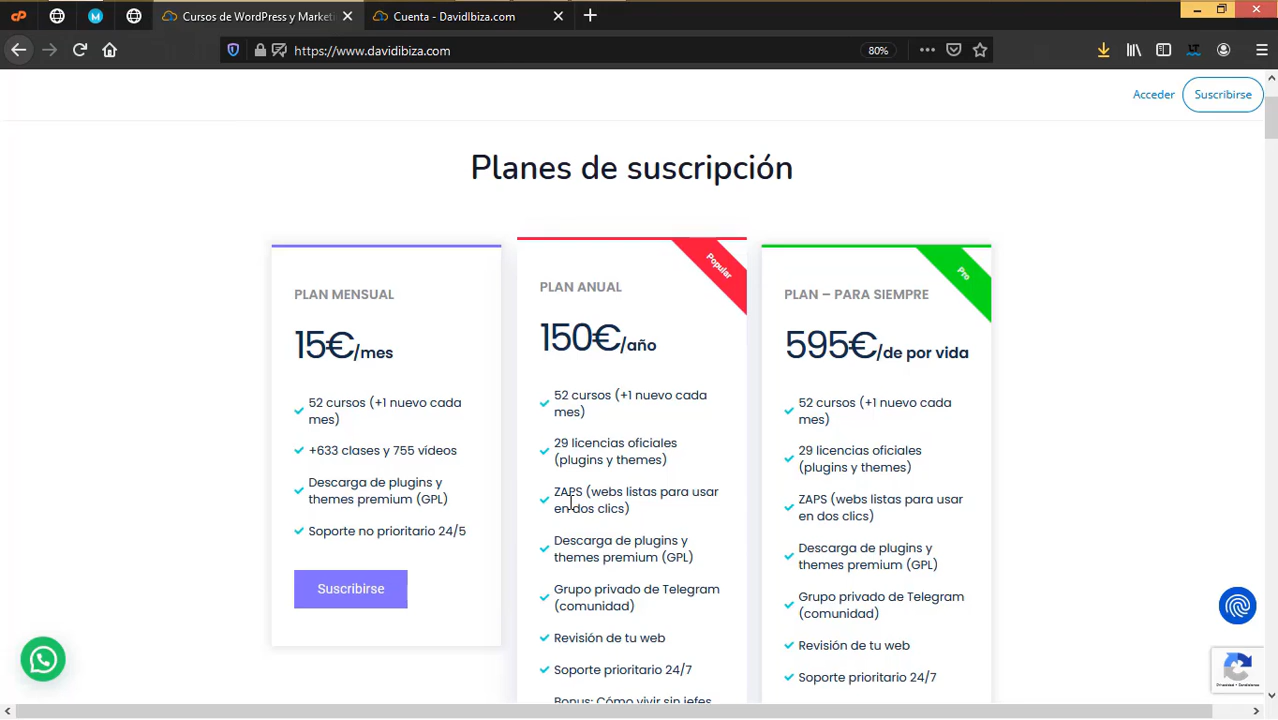 Cursos de WordPress y Market
Cuenta - DavidIbiza.com
https://www.davidibiza.com
80%
Acceder
Suscribirse
Planes de suscripción
PLAN MENSUAL
15€/mes
52 cursos (+1 nuevo cada
mes)
+633 clases y 755 vídeos
Descarga de plugins y
themes premium (GPL)
Soporte no prioritario 24/5
Suscribirse
Popular
PLAN ANUAL
150€/año
52 cursos (+1 nuevo cada
mes)
29 licencias oficiales
(plugins y themes)
ZAPS (webs listas para usar
en dos clics)
Descarga de plugins y
themes premium (GPL)
Grupo privado de Telegram
(comunidad)
Revisión de tu web
Soporte prioritario 24/7
Bonus: Cómo vivir sin jefes
Pro
PLAN – PARA SIEMPRE
595€/de por vida
52 cursos (+1 nuevo cada
mes)
29 licencias oficiales
(plugins y themes)
ZAPS (webs listas para usar
en dos clics)
Descarga de plugins y
themes premium (GPL)
Grupo privado de Telegram
(comunidad)
Revisión de tu web
Soporte prioritario 24/7